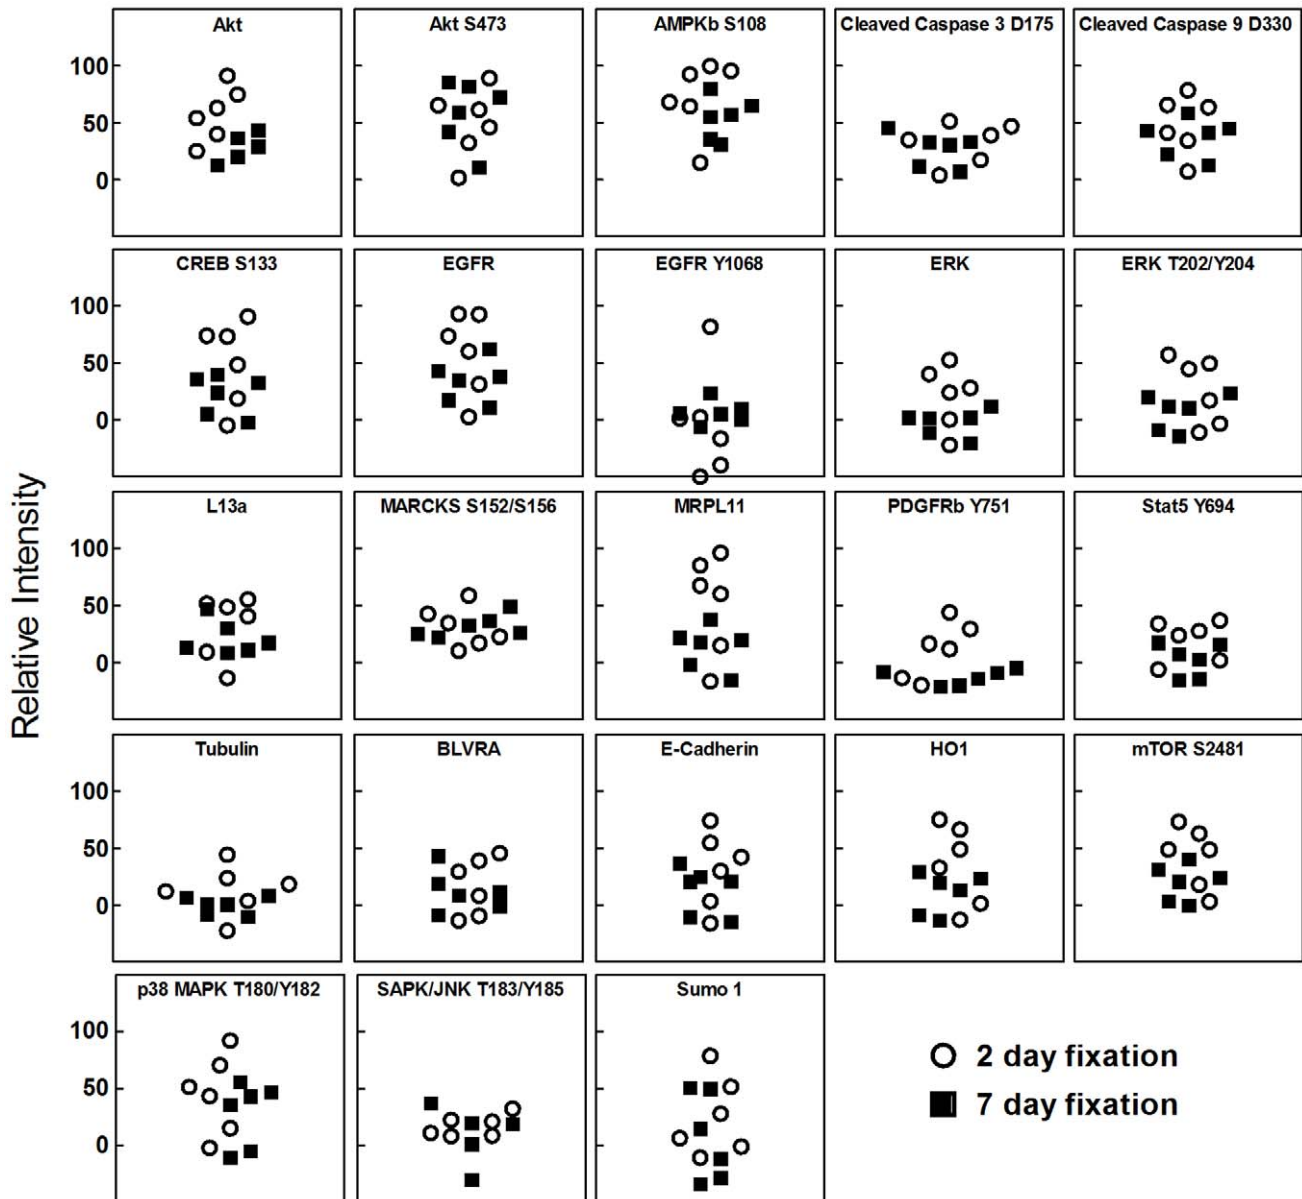 Akt
Akt S473
AMPKb S108
Cleaved Caspase 3 D175
Cleaved Caspase 9 D330
100
50
0
CREB S133
EGFR
EGFR Y1068
ERK
ERK T202/Y204
100
50
0
Relative Intensity
L13a
MARCKS S152/S156
MRPL11
PDGFRb Y751
Stat5 Y694
100
50
0
Tubulin
BLVRA
E-Cadherin
HO1
mTOR S2481
100
50
0
p38 MAPK T180/Y182
SAPK/JNK T183/Y185
Sumo 1
100
50
0
2 day fixation
7 day fixation